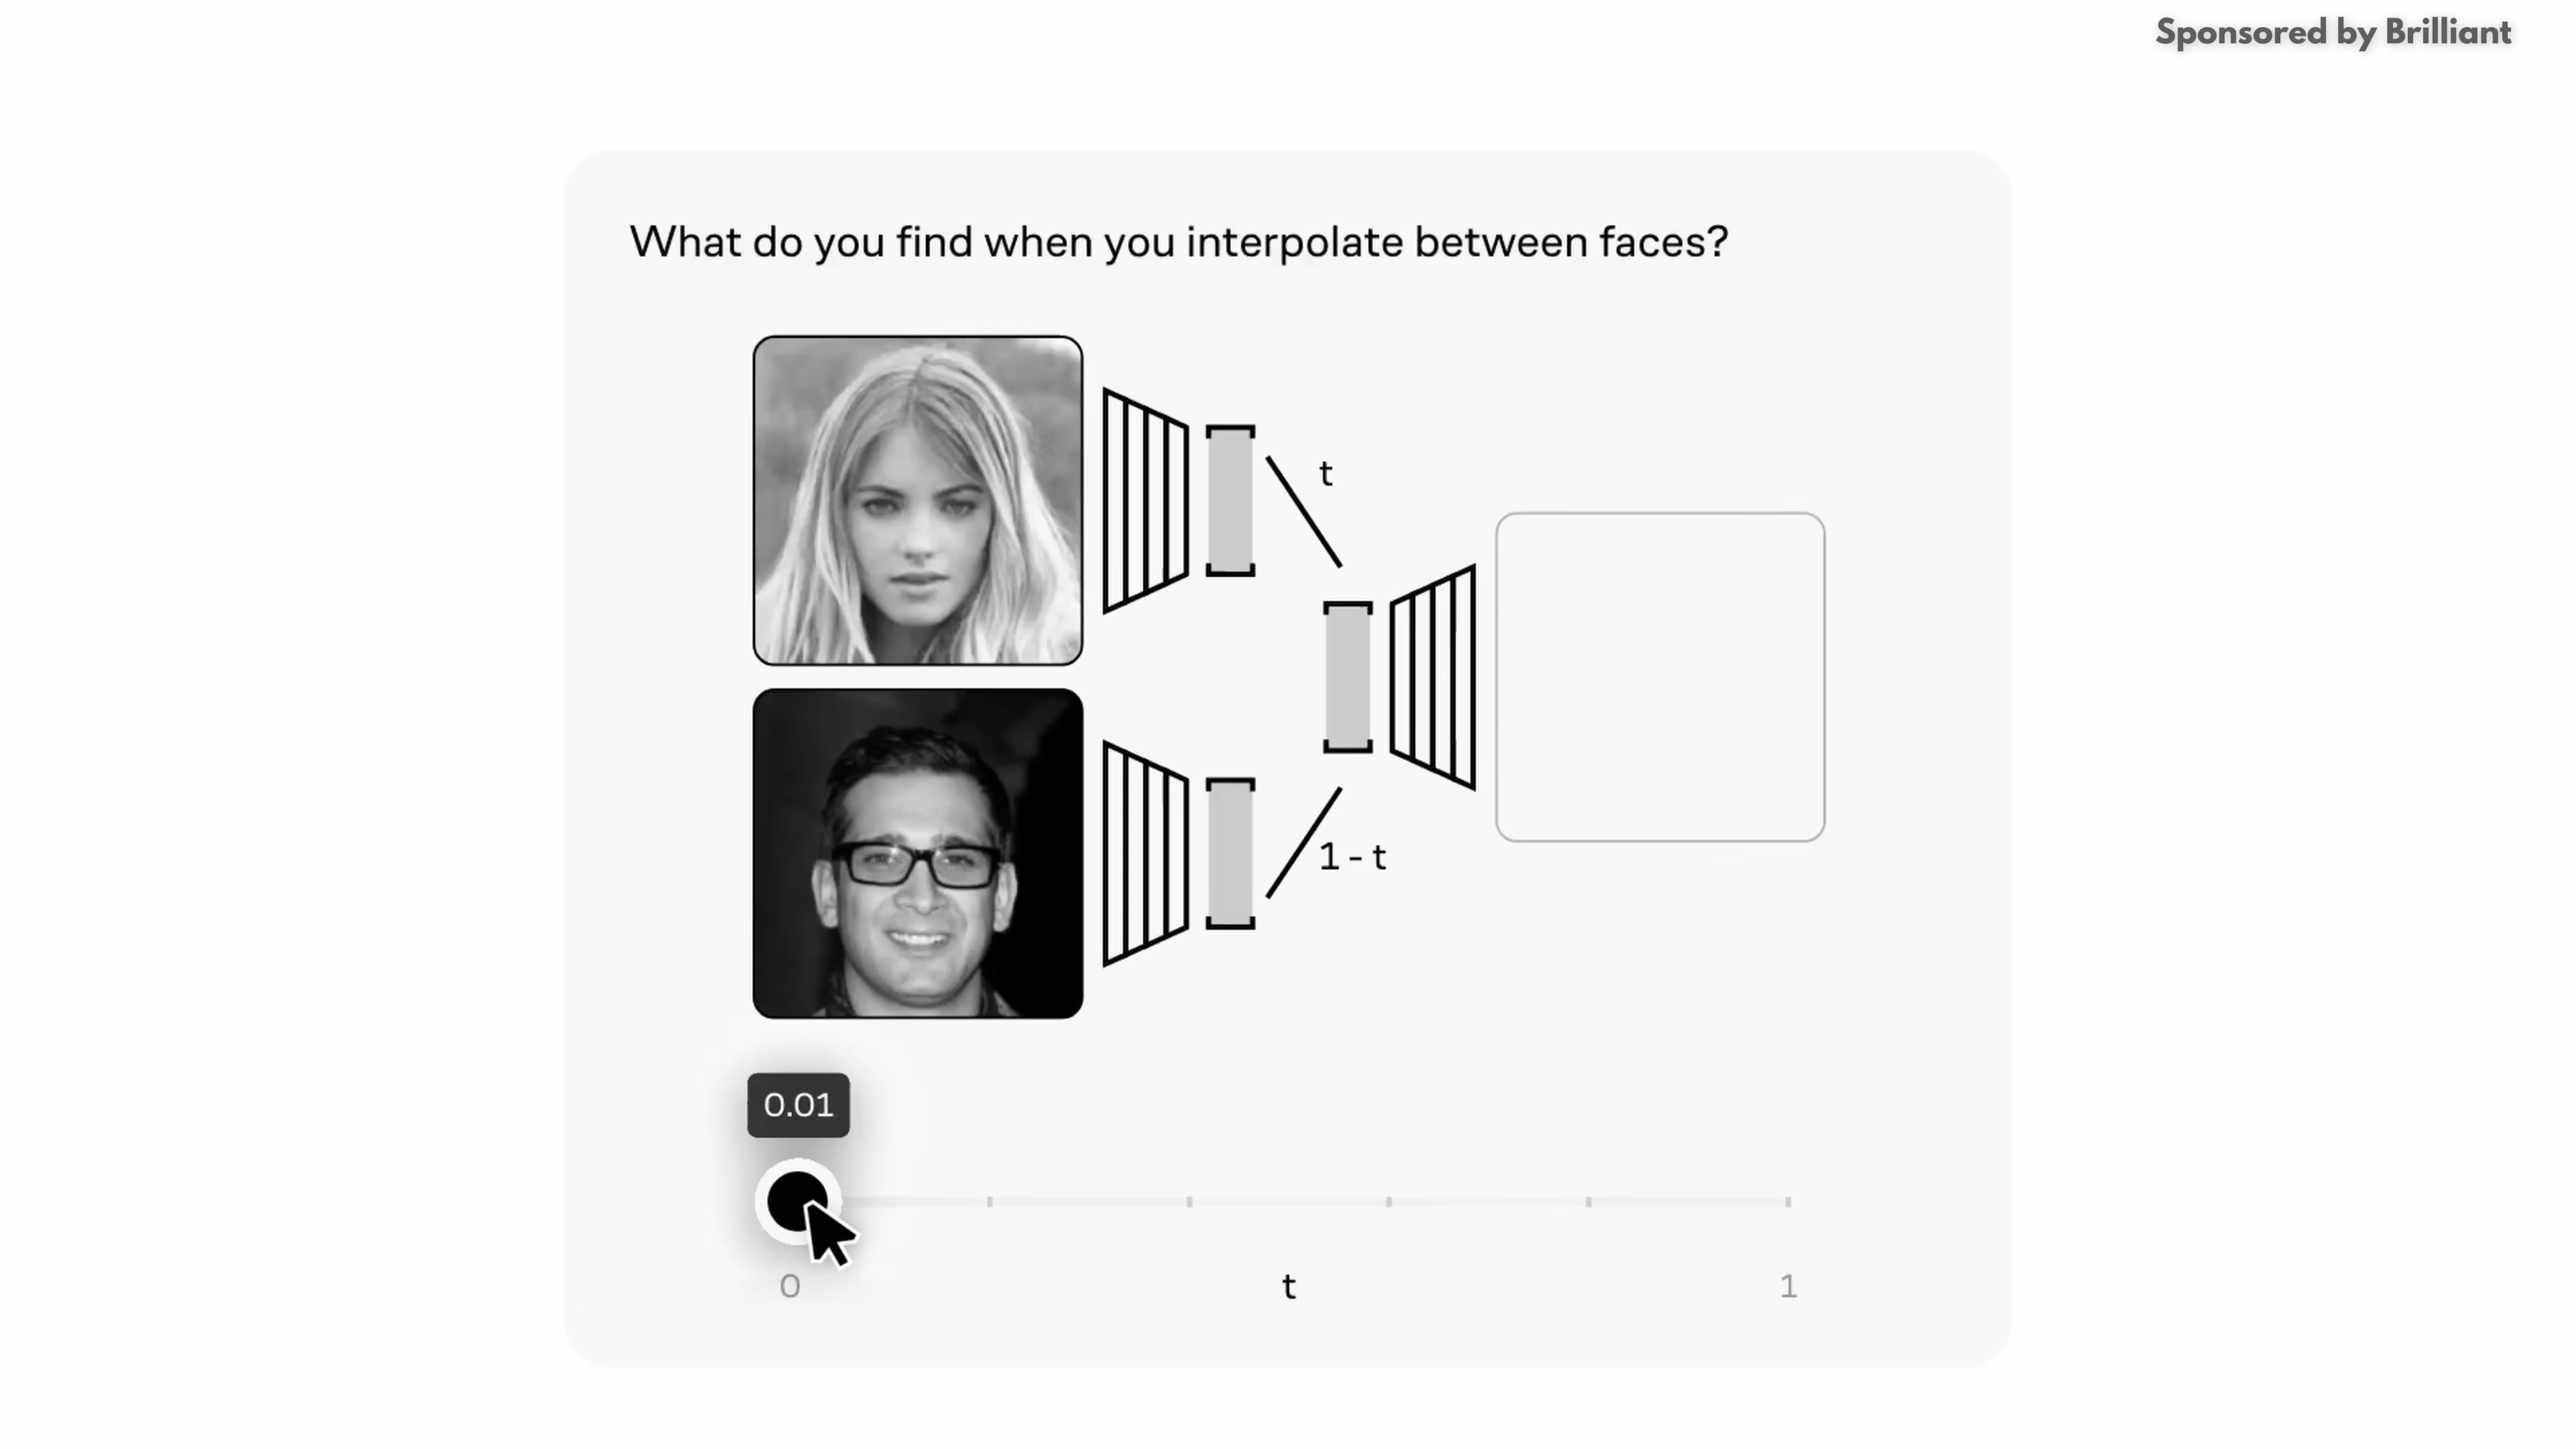 Sponsored by Brilliant
What do you find when you interpolate between faces?
t
1 - t
0.01
0
t
1